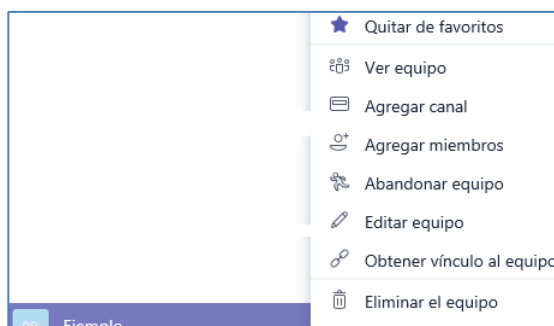 Quitar de favoritos
Ver equipo
Agregar canal
Agregar miembros
Abandonar equipo
Editar equipo
Obtener vínculo al equipo
Eliminar el equipo
Ejemplo